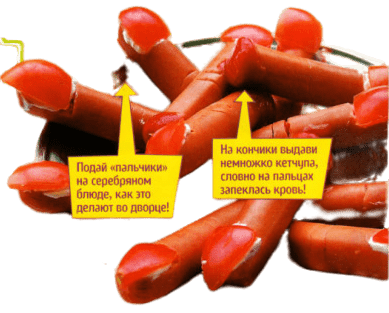 Подай «пальчики»
на серебряном
блюде, как это
делают во дворце!
На кончики выдави
немножко кетчупа,
словно на пальцах
запеклась кровь!